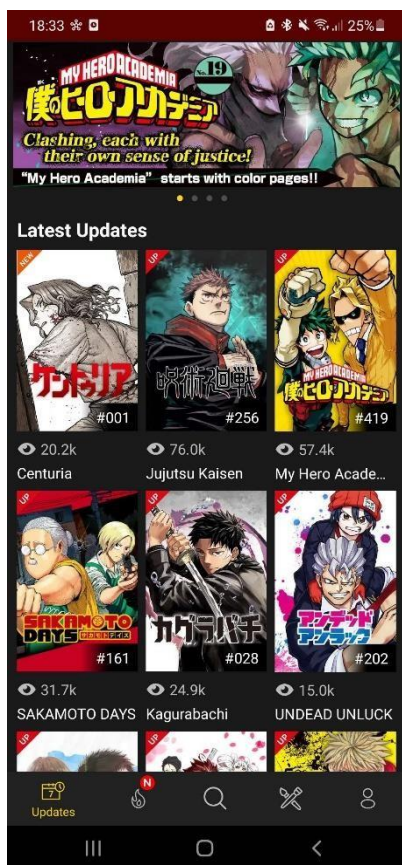 18:33
25%
MY HERO ACADEMIA
No.19
僕のヒーローアカデミア
Clashing, each with
their own sense of justice!
“My Hero Academia” starts with color pages!!
Latest Updates
NEW
UP
UP
ケントゥリア
呪術廻戦
MY HERO ACADEMIA
僕のヒーローアカデミア
#001
#256
#419
20.2k
76.0k
57.4k
Centuria
Jujutsu Kaisen
My Hero Acade...
UP
UP
UP
SAKAMOTO
DAYS サカモトデイズ
カグラバチ
アンデッド
アンラック
#161
#028
#202
31.7k
24.9k
15.0k
SAKAMOTO DAYS
Kagurabachi
UNDEAD UNLUCK
UP
UP
UP
7
N
Updates